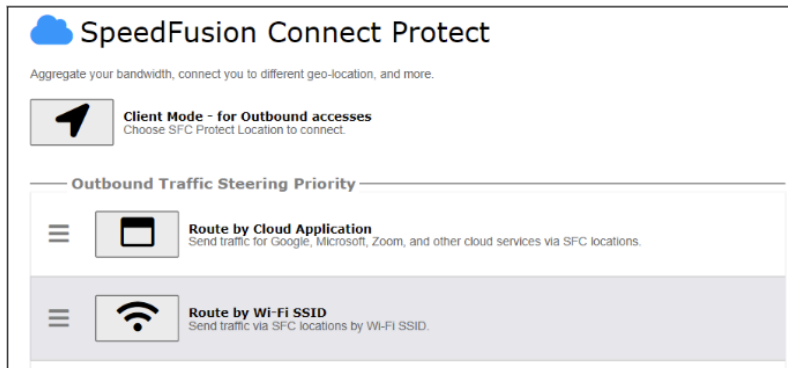 SpeedFusion Connect Protect
Aggregate your bandwidth, connect you to different geo-location, and more.
Client Mode - for Outbound accesses
Choose SFC Protect Location to connect.
Outbound Traffic Steering Priority
Route by Cloud Application
Send traffic for Google, Microsoft, Zoom, and other cloud services via SFC locations.
Route by Wi-Fi SSID
Send traffic via SFC locations by Wi-Fi SSID.